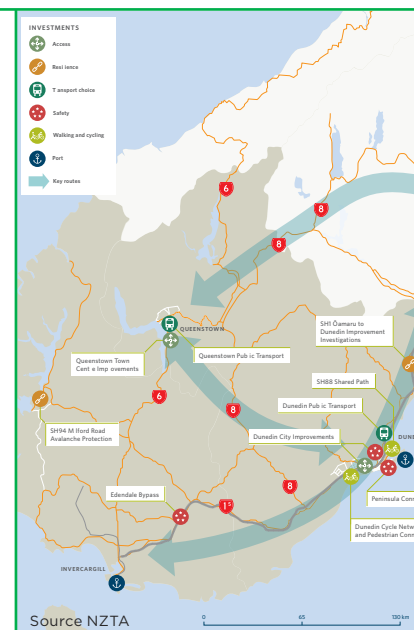 INVESTMENTS
Access
Resi ience
T ansport choice
Safety
Walking and cycling
Port
Key routes
6
8
8
SH1 Ōamaru to
Dunedin Improvement
Investigations
QUEENSTOWN
Queenstown Town
Cent e Imp ovements
Queenstown Pub ic Transport
SH88 Shared Path
6
8
Dunedin Pub ic Transport
SH94 M lford Road
Avalanche Protection
Dunedin City Improvements
DUNE
8
Edendale Bypass
1S
Peninsula Conn
Dunedin Cycle Netw
and Pedestrian Conn
INVERCARGILL
Source NZTA
0 65 130 km